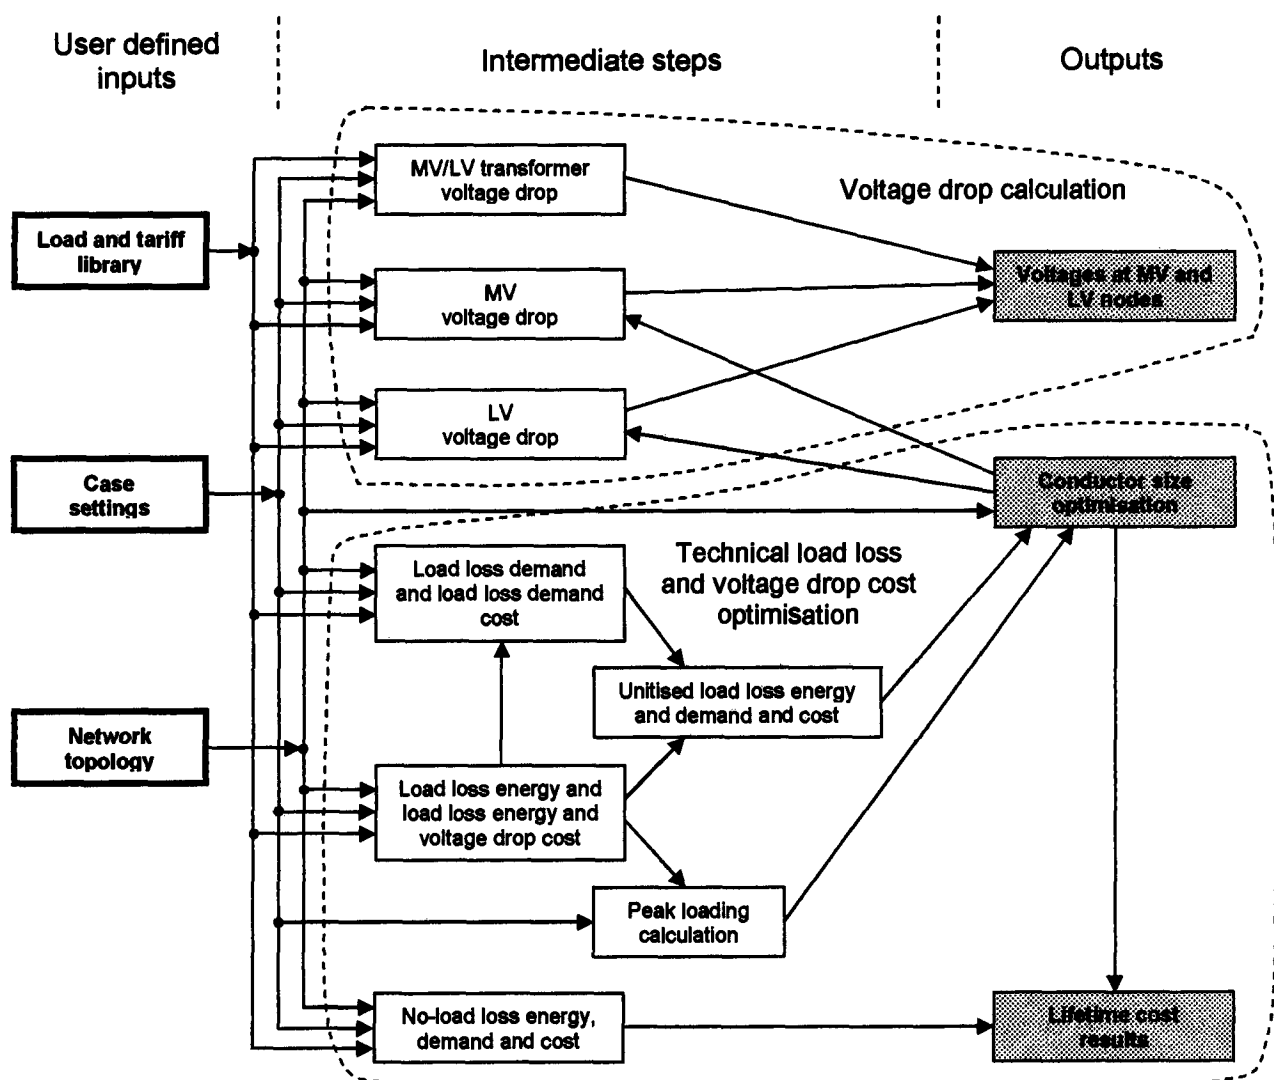 User defined
inputs
Intermediate steps
Outputs
MV/LV transformer
voltage drop
Voltage drop calculation
Load and tariff
library
MV
voltage drop
Voltages at MV and
LV nodes
LV
voltage drop
Case
settings
Conductor size
optimisation
Load loss demand
and load loss demand
cost
Technical load loss
and voltage drop cost
optimisation
Unitised load loss energy
and demand and cost
Network
topology
Load loss energy and
load loss energy and
voltage drop cost
Peak loading
calculation
No-load loss energy,
demand and cost
Lifetime cost
results